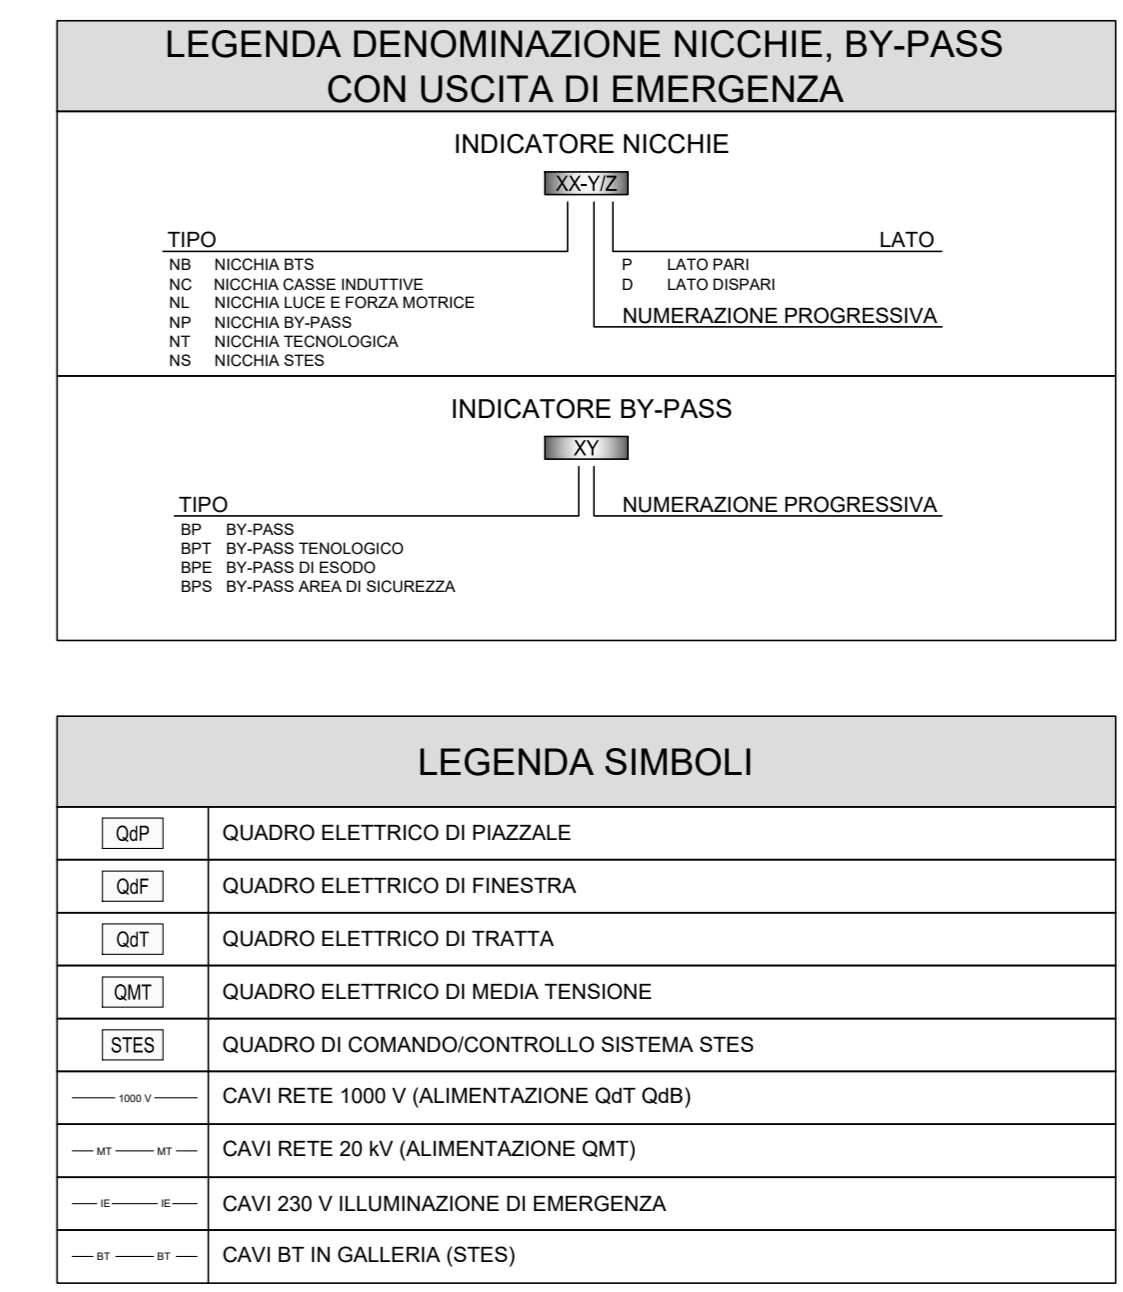 LEGENDA DENOMINAZIONE NICCHIE, BY-PASS
CON USCITA DI EMERGENZA
INDICATORE NICCHIE
XX-Y/Z
TIPO
NB NICCHIA BTS
NC NICCHIA CASSE INDUTTIVE
NL NICCHIA LUCE E FORZA MOTRICE
NP NICCHIA BY-PASS
NT NICCHIA TECNOLOGICA
NS NICCHIA STES
LATO
P LATO PARI
D LATO DISPARI
NUMERAZIONE PROGRESSIVA
INDICATORE BY-PASS
XY
TIPO
BP BY-PASS
BPT BY-PASS TENOLOGICO
BPE BY-PASS DI ESODO
BPS BY-PASS AREA DI SICUREZZA
NUMERAZIONE PROGRESSIVA
LEGENDA SIMBOLI
QdP QUADRO ELETTRICO DI PIAZZALE
QdF QUADRO ELETTRICO DI FINESTRA
QdT QUADRO ELETTRICO DI TRATTA
QMT QUADRO ELETTRICO DI MEDIA TENSIONE
STES QUADRO DI COMANDO/CONTROLLO SISTEMA STES
1000 V CAVI RETE 1000 V (ALIMENTAZIONE QdT QdB)
MT MT CAVI RETE 20 kV (ALIMENTAZIONE QMT)
IE IE CAVI 230 V ILLUMINAZIONE DI EMERGENZA
BT BT CAVI BT IN GALLERIA (STES)